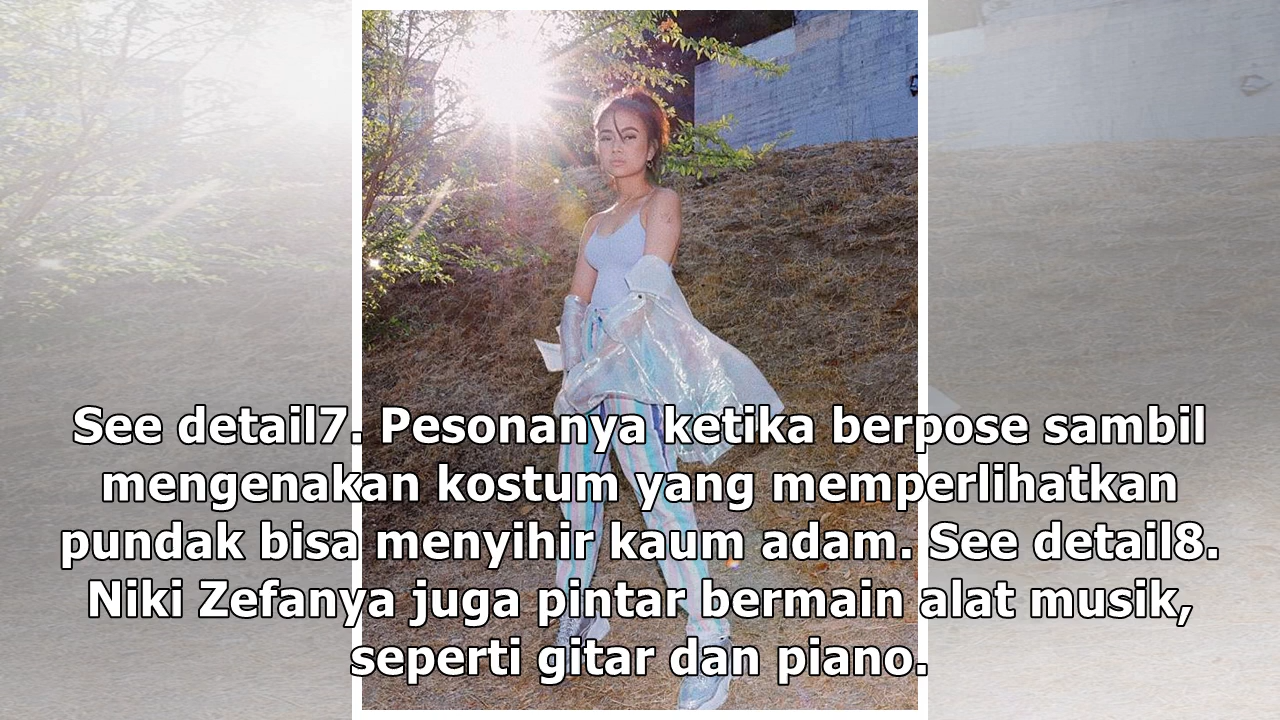 See detail7. Pesonanya ketika berpose sambil
mengenakan kostum yang memperlihatkan
pundak bisa menyihir kaum adam. See detail8.
Niki Zefanya juga pintar bermain alat musik,
seperti gitar dan piano.